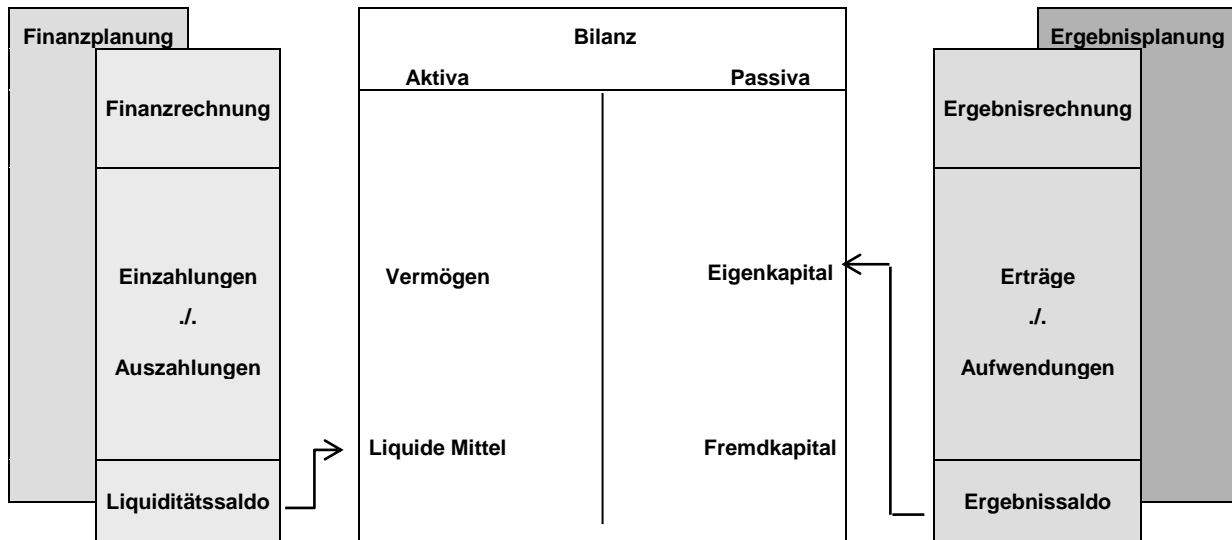 Finanzplanung
Finanzrechnung
Einzahlungen
./.
Auszahlungen
Liquiditätssaldo
Bilanz
Aktiva
Passiva
Vermögen
Eigenkapital
Liquide Mittel
Fremdkapital
Ergebnisplanung
Ergebnisrechnung
Erträge
./.
Aufwendungen
Ergebnissaldo